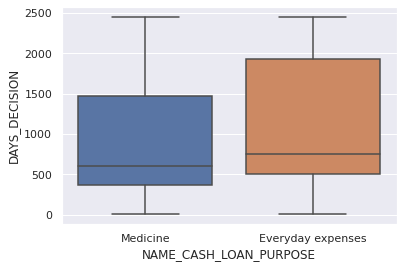 2500
2000
1500
1000
500
0
DAYS_DECISION
Medicine
Everyday expenses
NAME_CASH_LOAN_PURPOSE